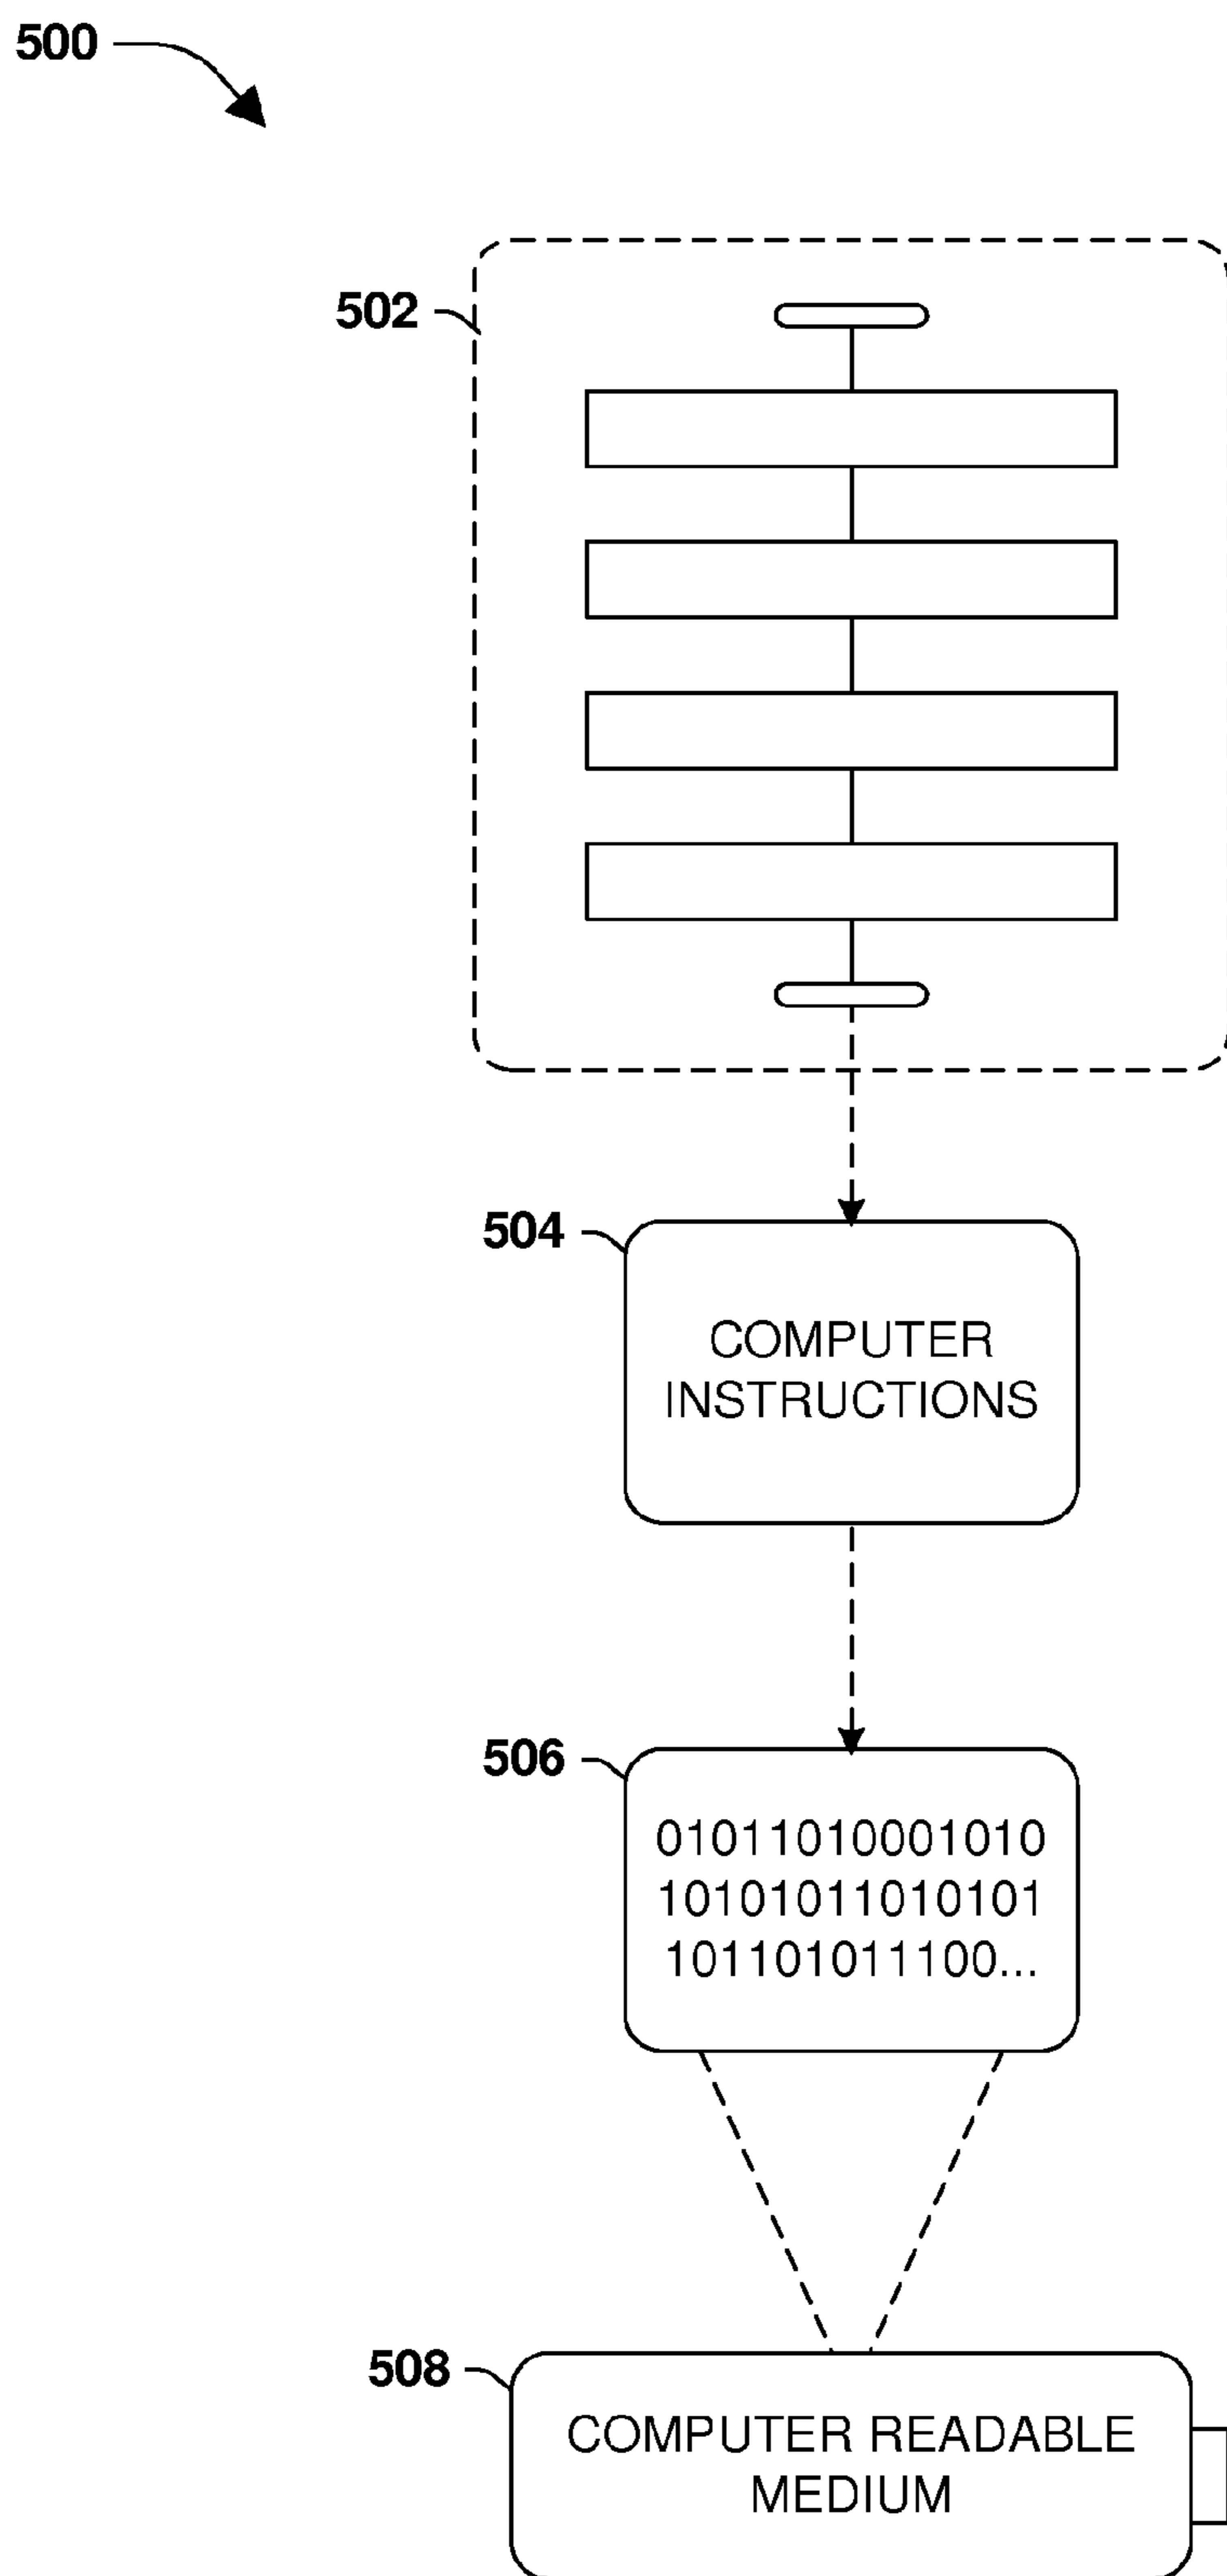 500
502
504
COMPUTER
INSTRUCTIONS
506
01011010001010
10101011010101
101101011100...
508
COMPUTER READABLE
MEDIUM